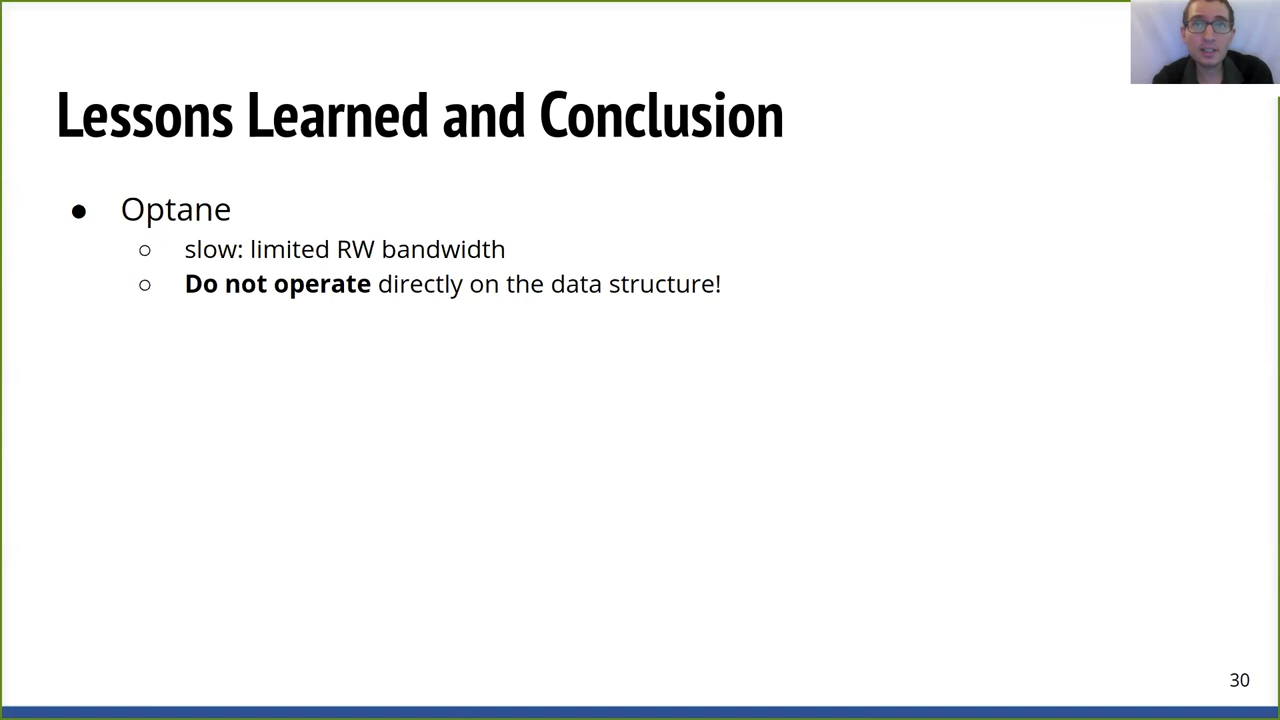 Lessons Learned and Conclusion
● Optane
○ slow: limited RW bandwidth
○ Do not operate directly on the data structure!
30